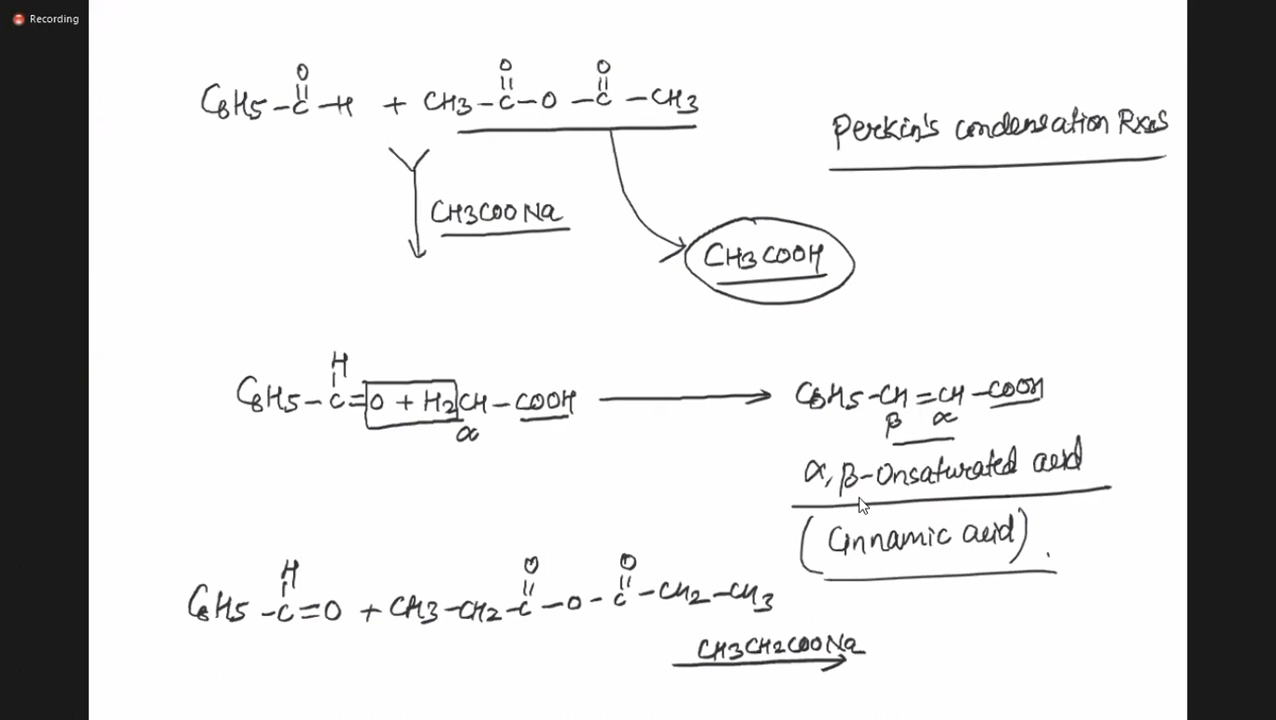 Recording
O O O
C6H5-C-H + CH3-C-O-C-CH3
Perkin's condensation Rxns
CH3COONa
CH3COOH
H
C6H5-C=O + H2CH-COOH → C6H5-CH=CH-COOH
α β α
α, β-Unsaturated acid
(Cinnamic acid).
H O O
C6H5-C=O + CH3-CH2-C-O-C-CH2-CH3
CH3CH2COONa